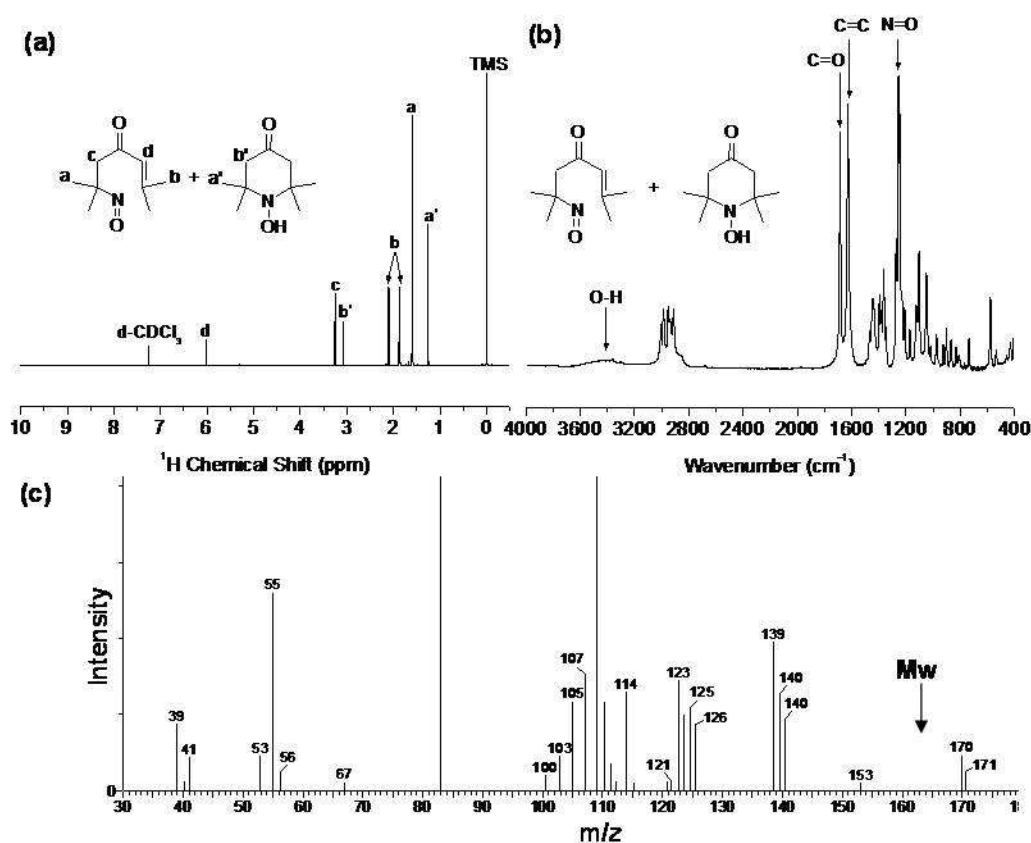 (a)
TMS
a
O
c
d
a
b
N
O
+
O
b'
a'
N
OH
a'
b
c
b'
d-CDCl3
d
10 9 8 7 6 5 4 3 2 1 0
1H Chemical Shift (ppm)
(b)
C=C
N=O
C=O
O
N
O
+
O
N
OH
O-H
4000 3600 3200 2800 2400 2000 1600 1200 800 400
Wavenumber (cm-1)
(c)
Intensity
55
39
41
53
56
67
107
105
103
100
114
123
125
126
121
139
140
140
153
Mw
170
171
0
30 40 50 60 70 80 90 100 110 120 130 140 150 160 170
m/z